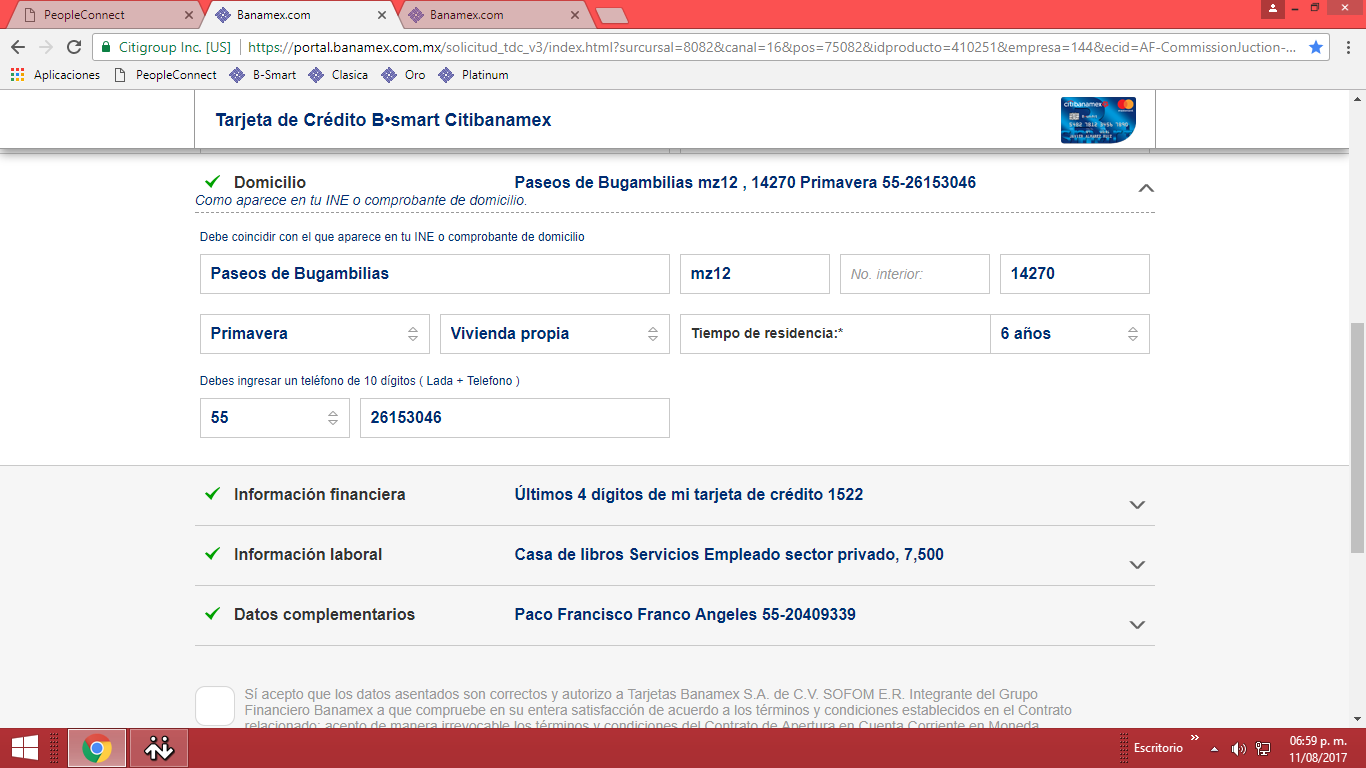 PeopleConnect
Banamex.com
Banamex.com
Citigroup Inc. [US] https://portal.banamex.com.mx/solicitud_tdc_v3/index.html?surcursal=8082&canal=16&pos=75082&idproducto=410251&empresa=144&ecid=AF-CommissionJuction-...
Aplicaciones PeopleConnect B-Smart Clasica Oro Platinum
Tarjeta de Crédito B•smart Citibanamex
citibanamex
Domicilio Paseos de Bugambilias mz12 , 14270 Primavera 55-26153046
Como aparece en tu INE o comprobante de domicilio.
Debe coincidir con el que aparece en tu INE o comprobante de domicilio
Paseos de Bugambilias mz12 No. interior: 14270
Primavera Vivienda propia Tiempo de residencia:* 6 años
Debes ingresar un teléfono de 10 dígitos ( Lada + Telefono )
55 26153046
Información financiera Últimos 4 dígitos de mi tarjeta de crédito 1522
Información laboral Casa de libros Servicios Empleado sector privado, 7,500
Datos complementarios Paco Francisco Franco Angeles 55-20409339
Sí acepto que los datos asentados son correctos y autorizo a Tarjetas Banamex S.A. de C.V. SOFOM E.R. Integrante del Grupo
Financiero Banamex a que compruebe en su entera satisfacción de acuerdo a los términos y condiciones establecidos en el Contrato
relacionado; acepto de manera irrevocable los términos y condiciones del Contrato de Apertura en Cuenta Corriente en Moneda
Escritorio
06:59 p. m.
11/08/2017